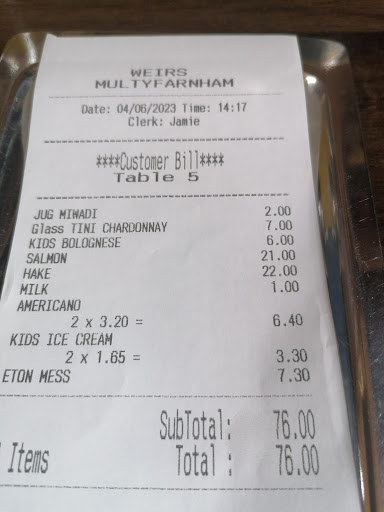 WEIRS
MULTYFARNHAM
Date: 04/06/2023 Time: 14:17
Clerk: Jamie
****Customer Bill****
Table 5
JUG MIWADI 2.00
Glass TINI CHARDONNAY 7.00
KIDS BOLOGNESE 6.00
SALMON 21.00
HAKE 22.00
MILK 1.00
AMERICANO
2 x 3.20 = 6.40
KIDS ICE CREAM
2 x 1.65 = 3.30
ETON MESS 7.30
SubTotal: 76.00
Items Total : 76.00